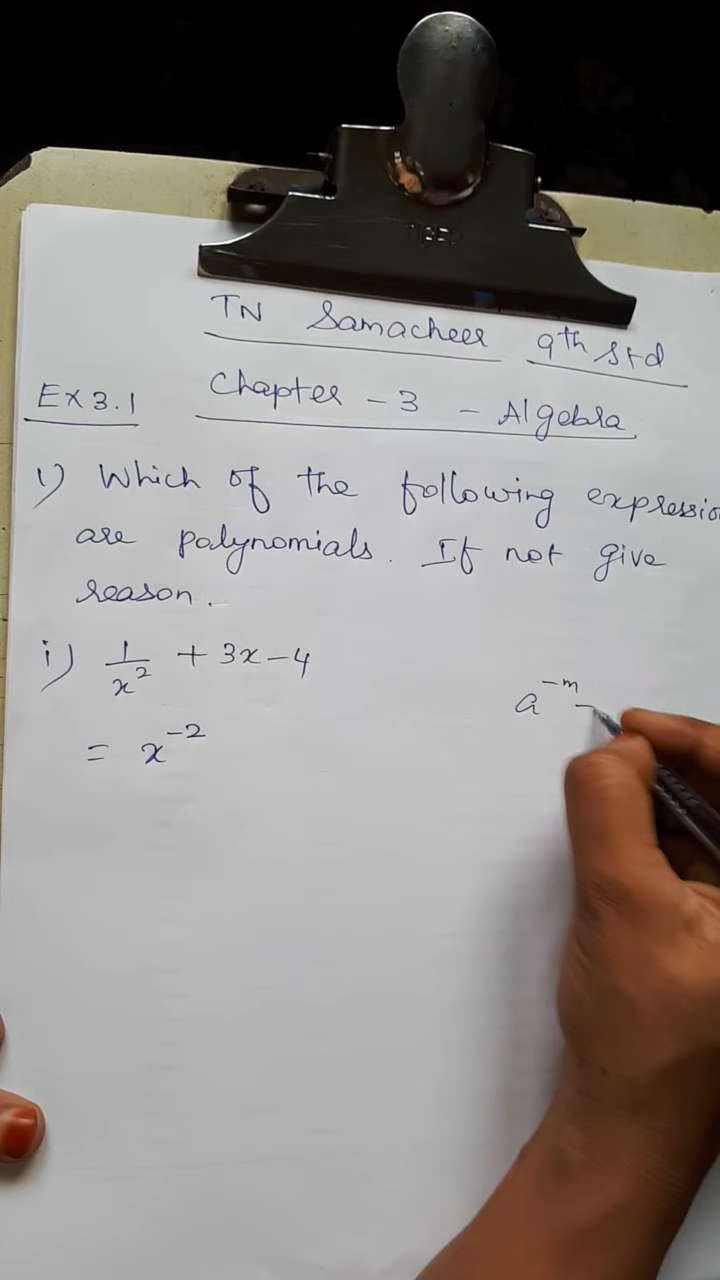 TN Samacheer 9th Std
Chapter - 3 - Algebra
EX 3.1
1) Which of the following expressio
are polynomials. If not give
reason.
i) 1/x² + 3x - 4
= x⁻²
a⁻ᵐ -